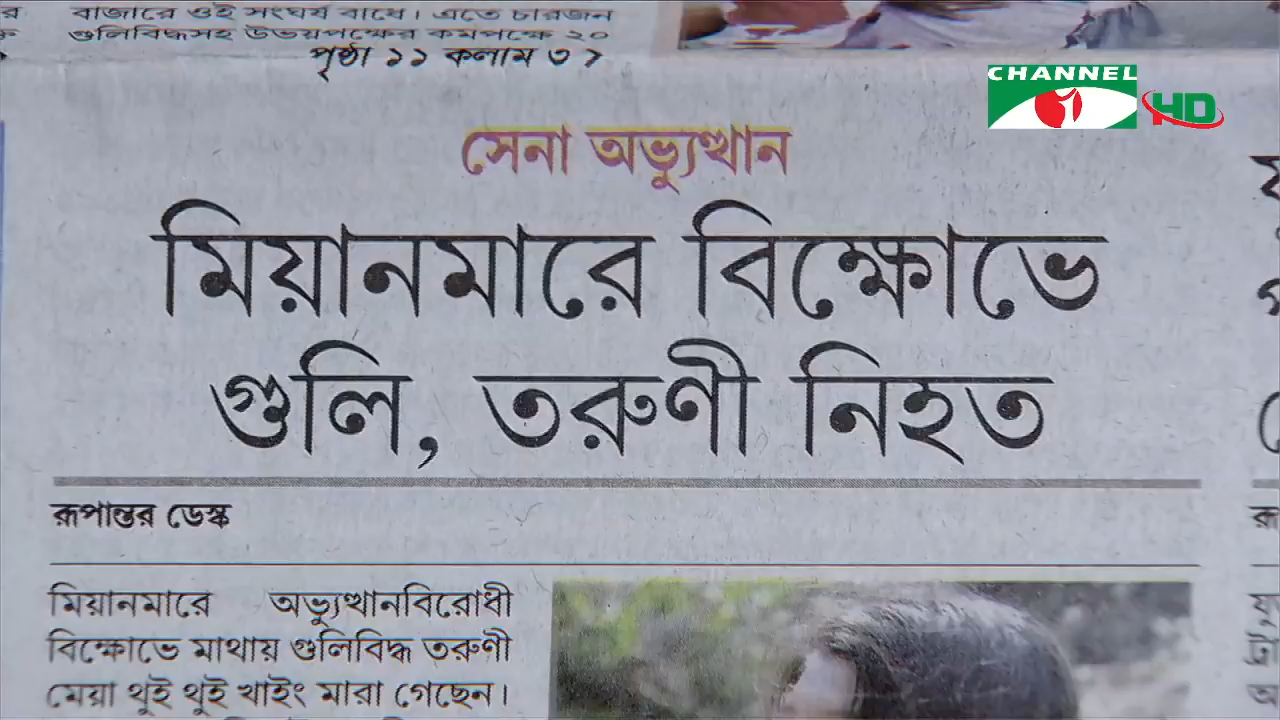 বাজারে ওই সংঘর্ষ বাধে। এতে চারজন
গুলিবিদ্ধসহ উভয়পক্ষের কমপক্ষে ২০
পৃষ্ঠা ১১ কলাম ৩
CHANNEL
i HD
সেনা অভ্যুত্থান
মিয়ানমারে বিক্ষোভে
গুলি, তরুণী নিহত
রূপান্তর ডেস্ক
মিয়ানমারে অভ্যুত্থানবিরোধী
বিক্ষোভে মাথায় গুলিবিদ্ধ তরুণী
মেয়া থুই থুই খাইং মারা গেছেন।